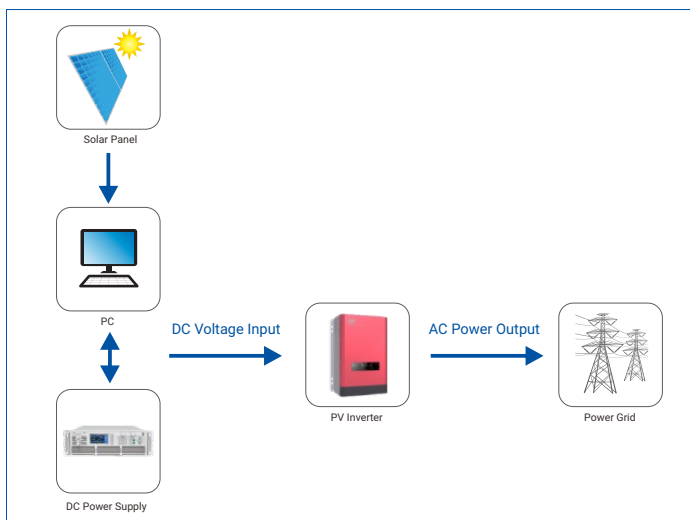 Solar Panel
PC
DC Voltage Input
AC Power Output
PV Inverter
Power Grid
DC Power Supply